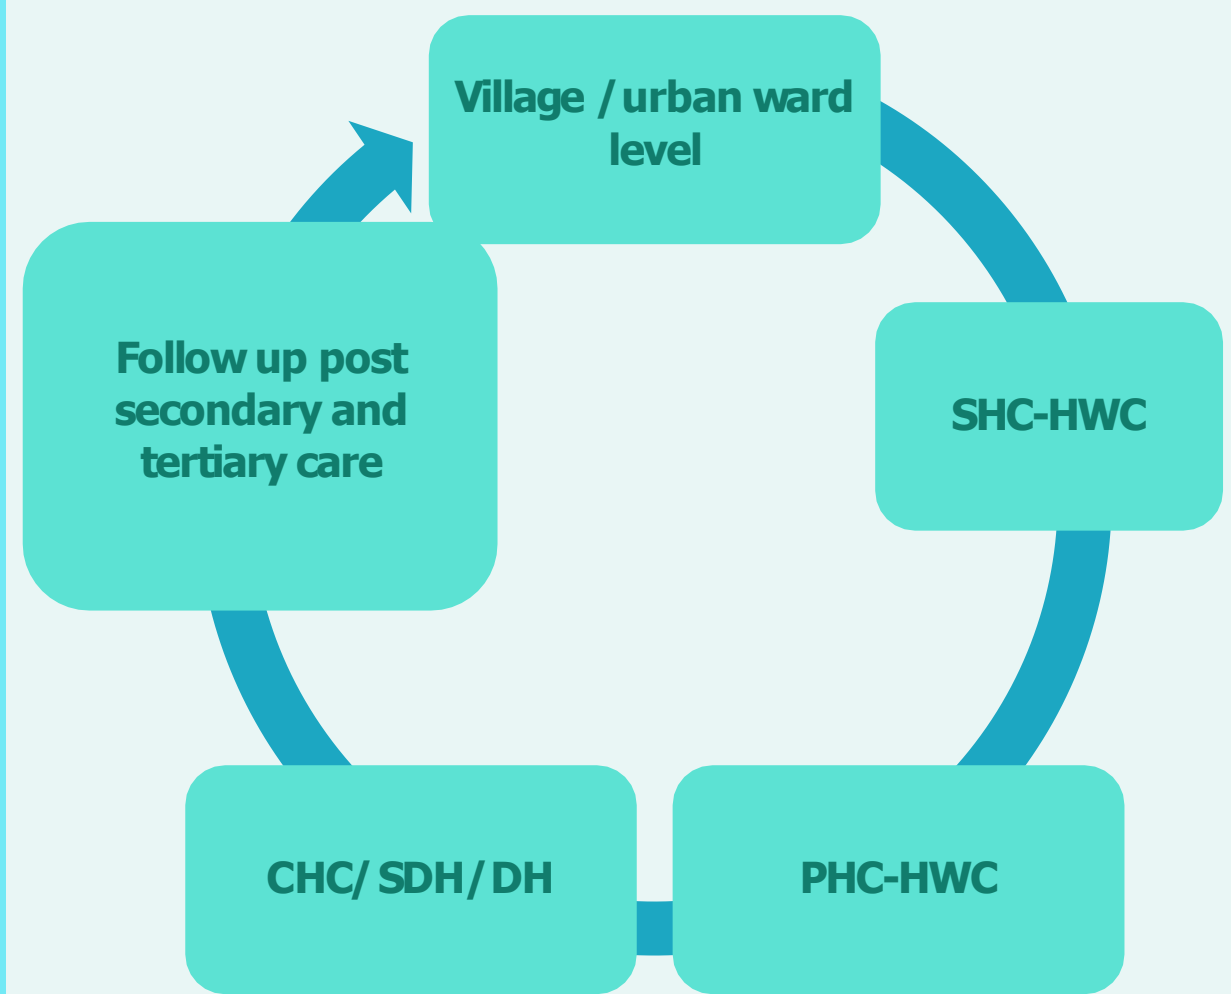 Village / urban ward
level
SHC-HWC
PHC-HWC
CHC/ SDH / DH
Follow up post
secondary and
tertiary care